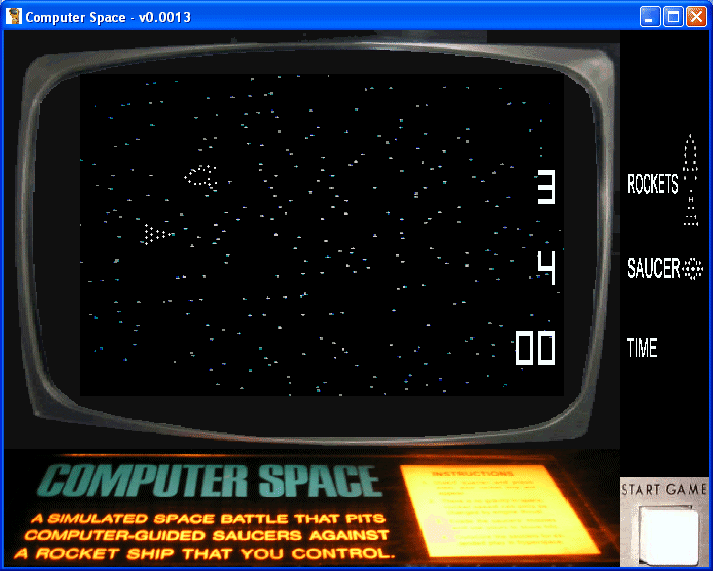 Computer Space - v0.0013
3
ROCKETS
4
SAUCER
00
TIME
COMPUTER SPACE
A SIMULATED SPACE BATTLE THAT PITS
COMPUTER-GUIDED SAUCERS AGAINST
A ROCKET SHIP THAT YOU CONTROL.
INSTRUCTIONS
START GAME